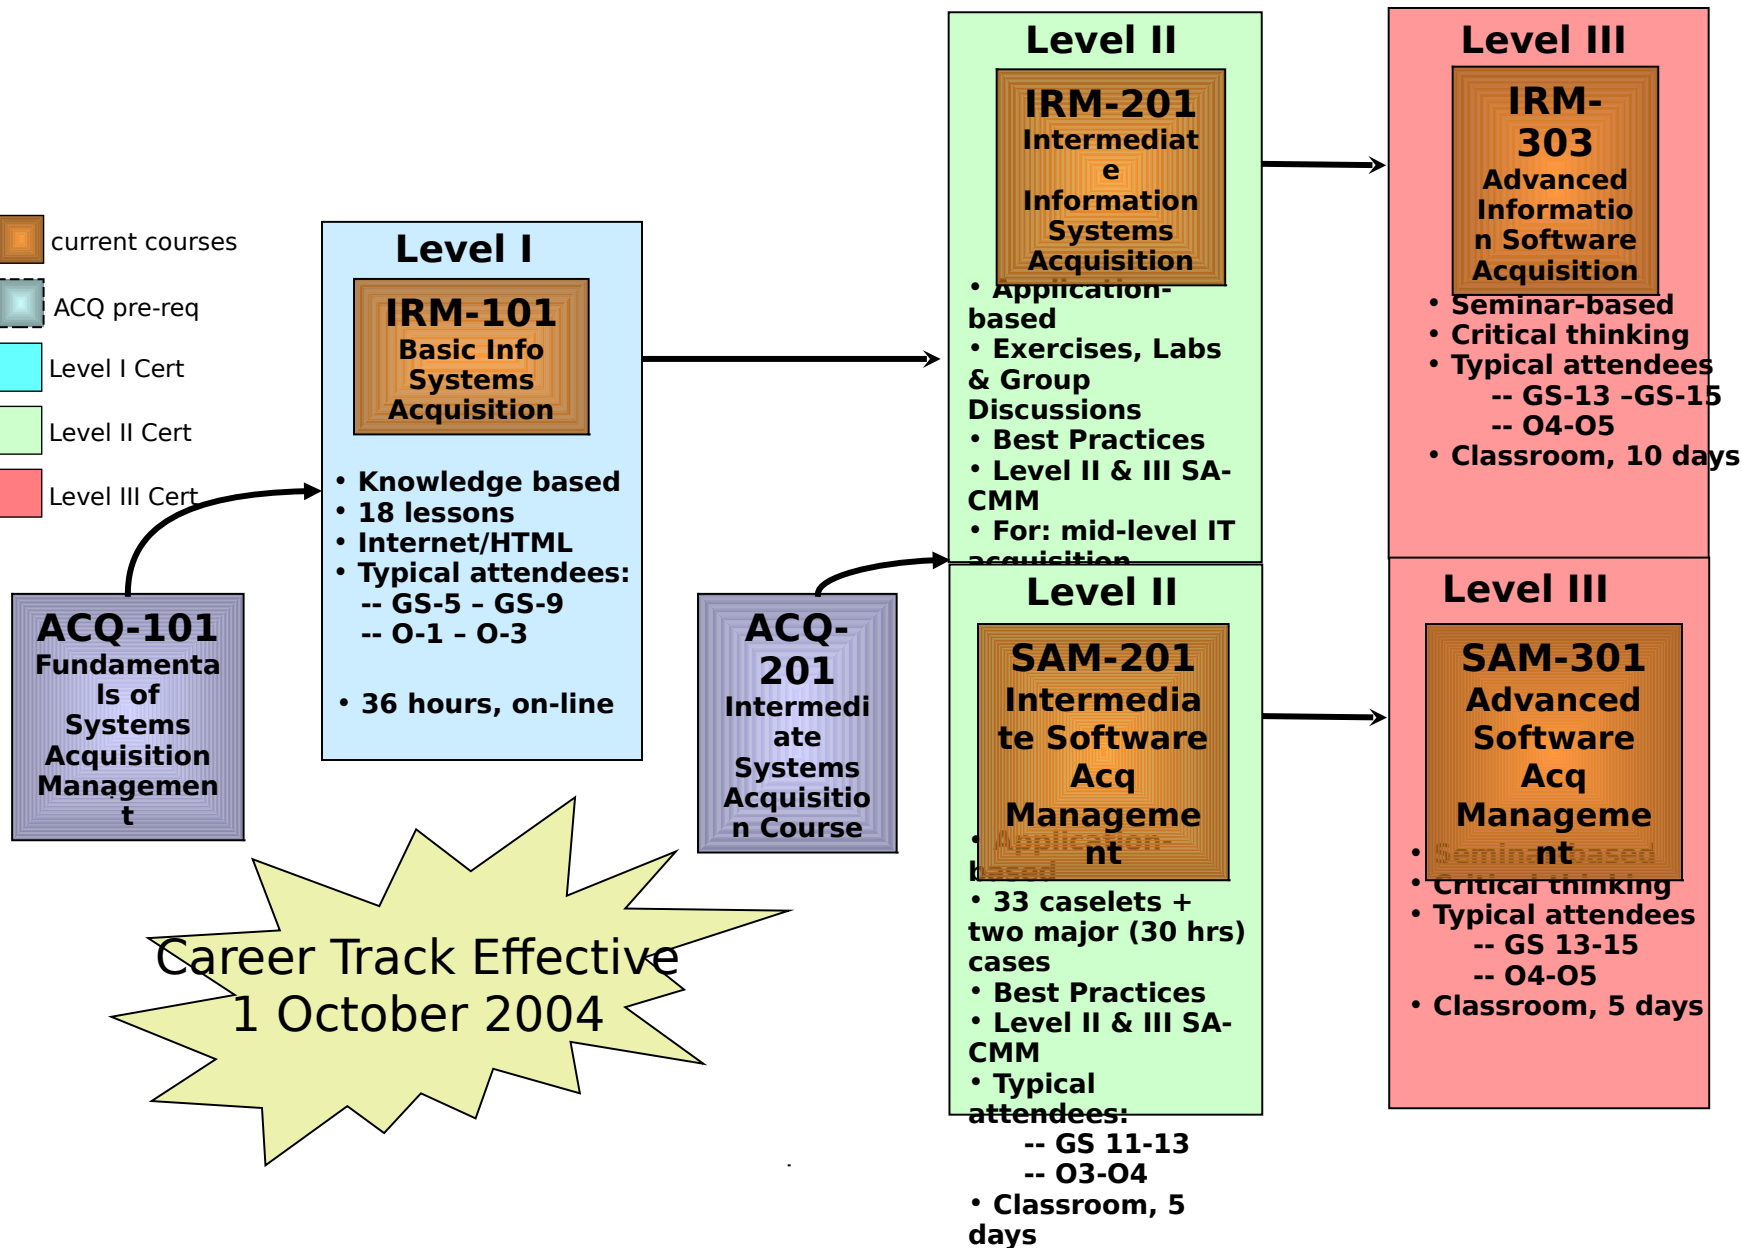 current courses
ACQ pre-req
Level I Cert
Level II Cert
Level III Cert
ACQ-101
Fundamenta
ls of
Systems
Acquisition
Managemen
t
Level I
IRM-101
Basic Info
Systems
Acquisition
• Knowledge based
• 18 lessons
• Internet/HTML
• Typical attendees:
-- GS-5 – GS-9
-- O-1 – O-3
• 36 hours, on-line
ACQ-
201
Intermedi
ate
Systems
Acquisitio
n Course
Level II
IRM-201
Intermediat
e
Information
Systems
Acquisition
• Application-
based
• Exercises, Labs
& Group
Discussions
• Best Practices
• Level II & III SA-
CMM
• For: mid-level IT
acquisition
Level II
SAM-201
Intermedia
te Software
Acq
Manageme
nt
• Application-
based
• 33 caselets +
two major (30 hrs)
cases
• Best Practices
• Level II & III SA-
CMM
• Typical
attendees:
-- GS 11-13
-- O3-O4
• Classroom, 5
days
Level III
IRM-
303
Advanced
Informatio
n Software
Acquisition
• Seminar-based
• Critical thinking
• Typical attendees
-- GS-13 –GS-15
-- O4-O5
• Classroom, 10 days
Level III
SAM-301
Advanced
Software
Acq
Manageme
nt
• Seminar-based
• Critical thinking
• Typical attendees
-- GS 13-15
-- O4-O5
• Classroom, 5 days
Career Track Effective
1 October 2004